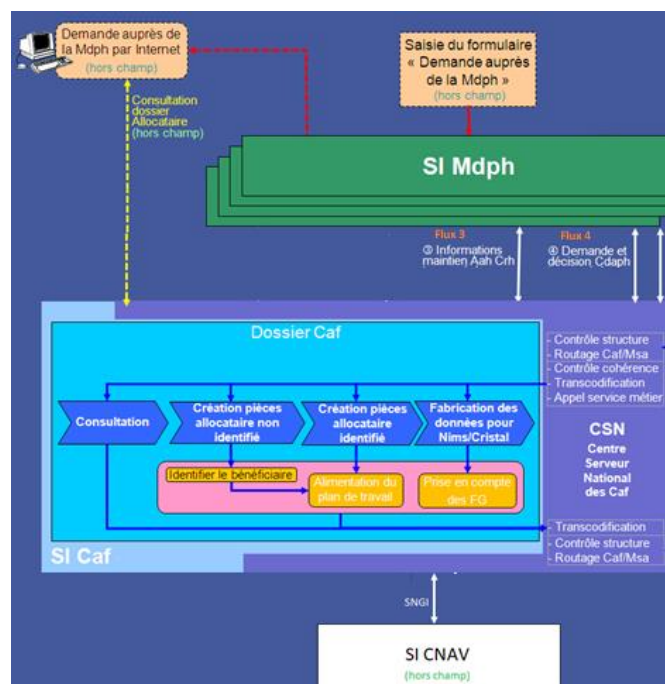 Demande auprès de
la Mdph par Internet
(hors champ)
Saisie du formulaire
« Demande auprès
de la Mdph »
(hors champ)
Consultation
dossier
Allocataire
(hors champ)
SI Mdph
Flux 3
③ Informations
maintien Aah Crh
Flux 4
④ Demande et
décision Cdaph
Dossier Caf
- Contrôle structure
- Routage Caf/Msa
- Contrôle cohérence
- Transcodification
- Appel service métier
Consultation
Création pièces
allocataire non
identifié
Création pièces
allocataire
identifié
Fabrication des
données pour
Nims/Cristal
CSN
Centre
Serveur
National
des Caf
Identifier le bénéficiaire
Alimentation du
plan de travail
Prise en compte
des FG
- Transcodification
- Contrôle structure
- Routage Caf/Msa
SI Caf
SNGI
SI CNAV
(hors champ)